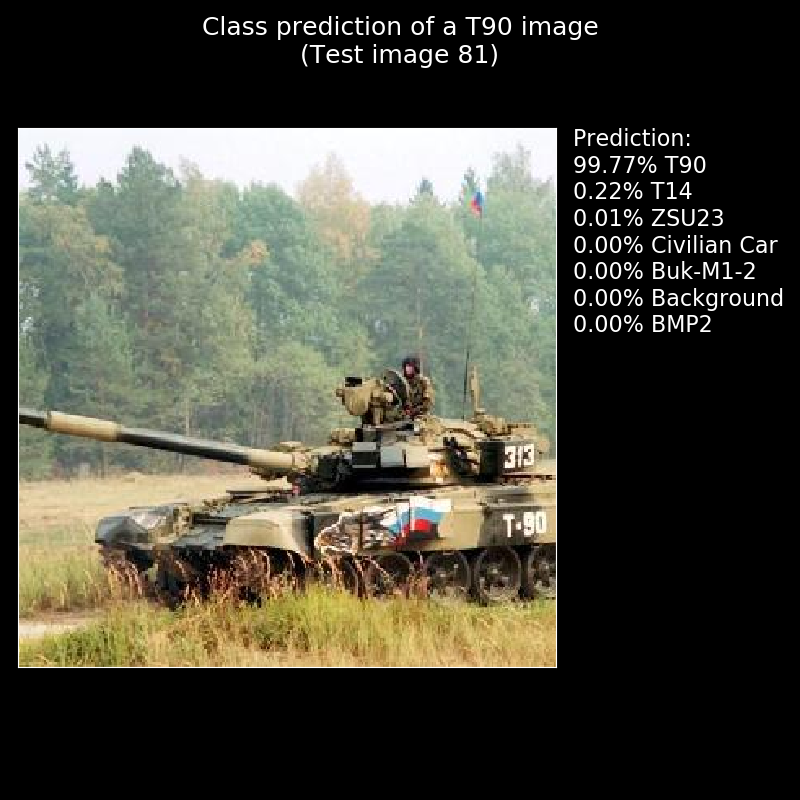 Class prediction of a T90 image
(Test image 81)
Prediction:
99.77% T90
0.22% T14
0.01% ZSU23
0.00% Civilian Car
0.00% Buk-M1-2
0.00% Background
0.00% BMP2
313
T-90